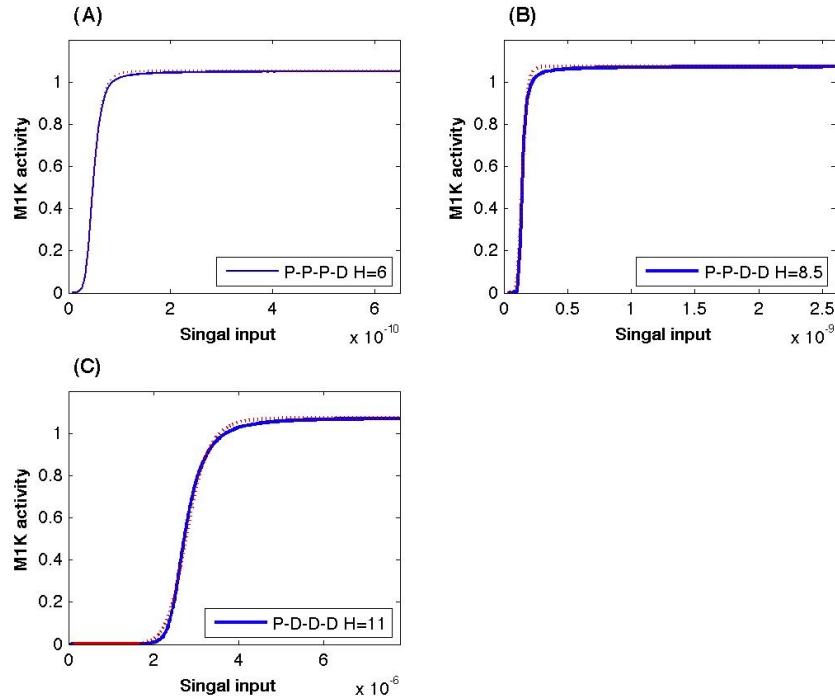 (A)
M1K activity
1
0.8
0.6
0.4
0.2
0
P-P-P-D H=6
0 2 4 6
x 10^-10
Singal input
(B)
M1K activity
1
0.8
0.6
0.4
0.2
0
P-P-D-D H=8.5
0 0.5 1 1.5 2 2.5
x 10^-9
Singal input
(C)
M1K activity
1
0.8
0.6
0.4
0.2
0
P-D-D-D H=11
0 2 4 6
x 10^-6
Singal input